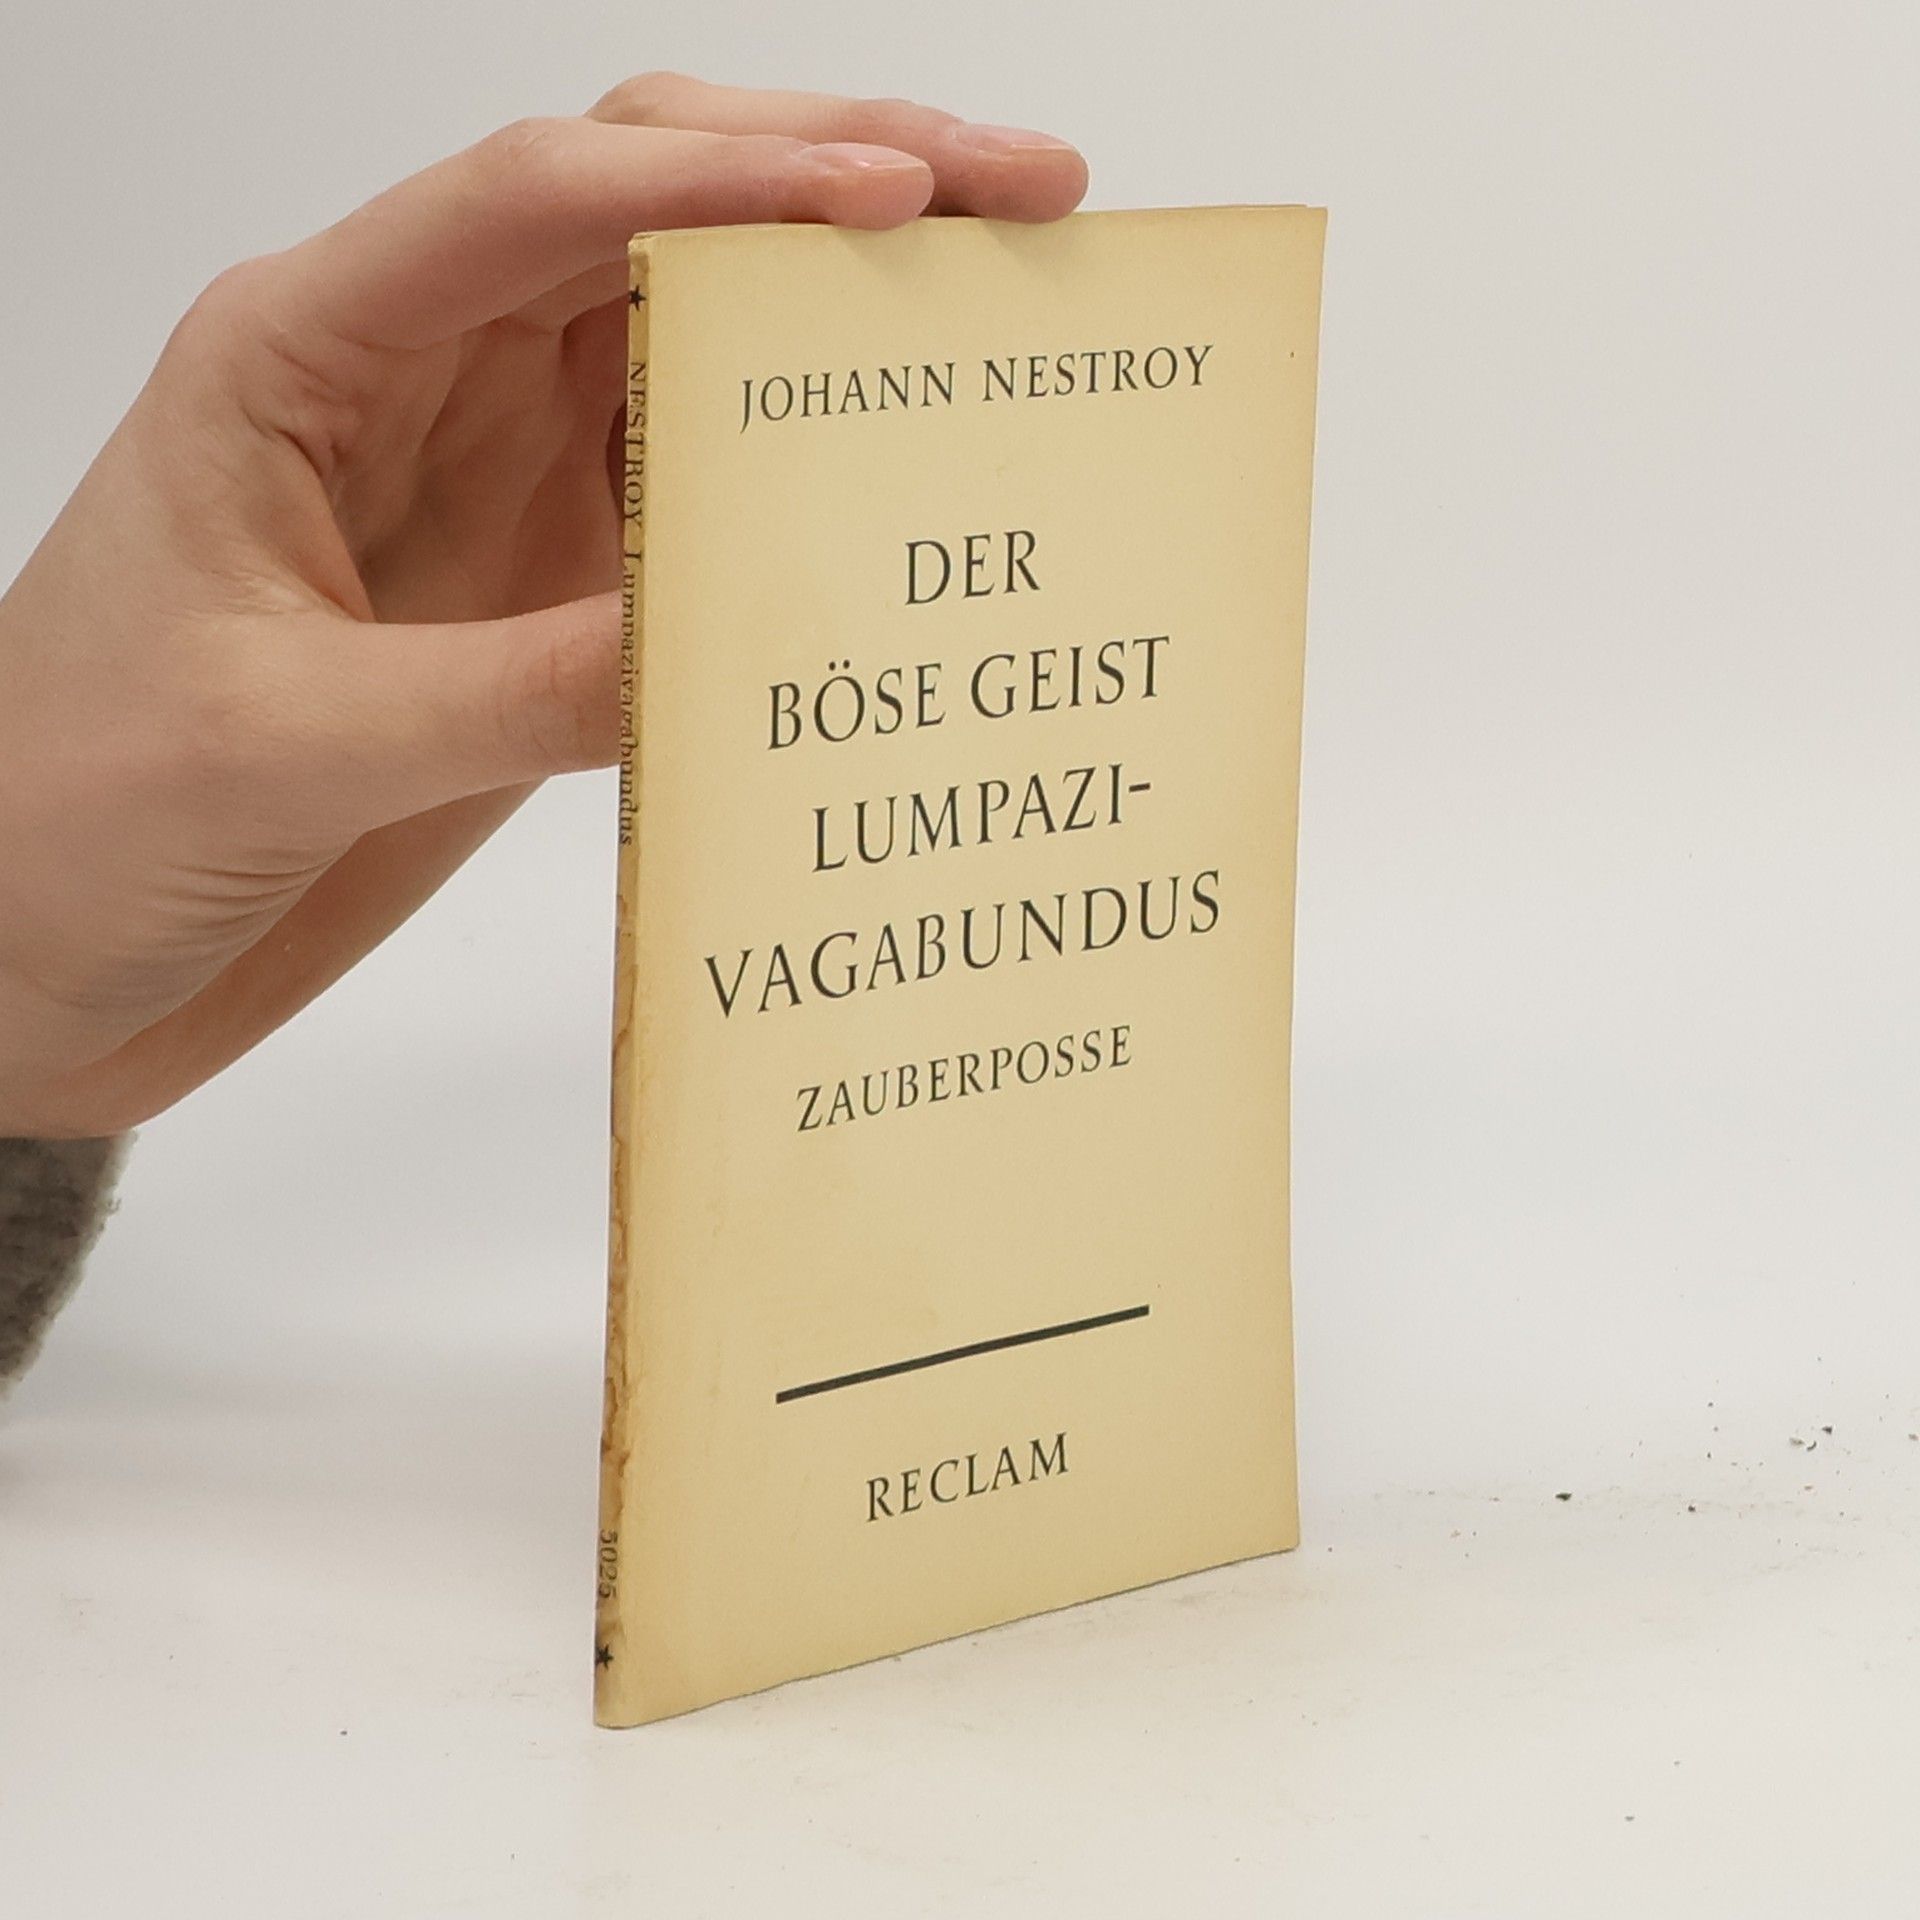 JOHANN NESTROY
DER
BÖSE GEIST
LUMPAZI-
VAGABUNDUS
ZAUBERPOSSE
RECLAM
NESTROY Lumpazivagabundus
5025